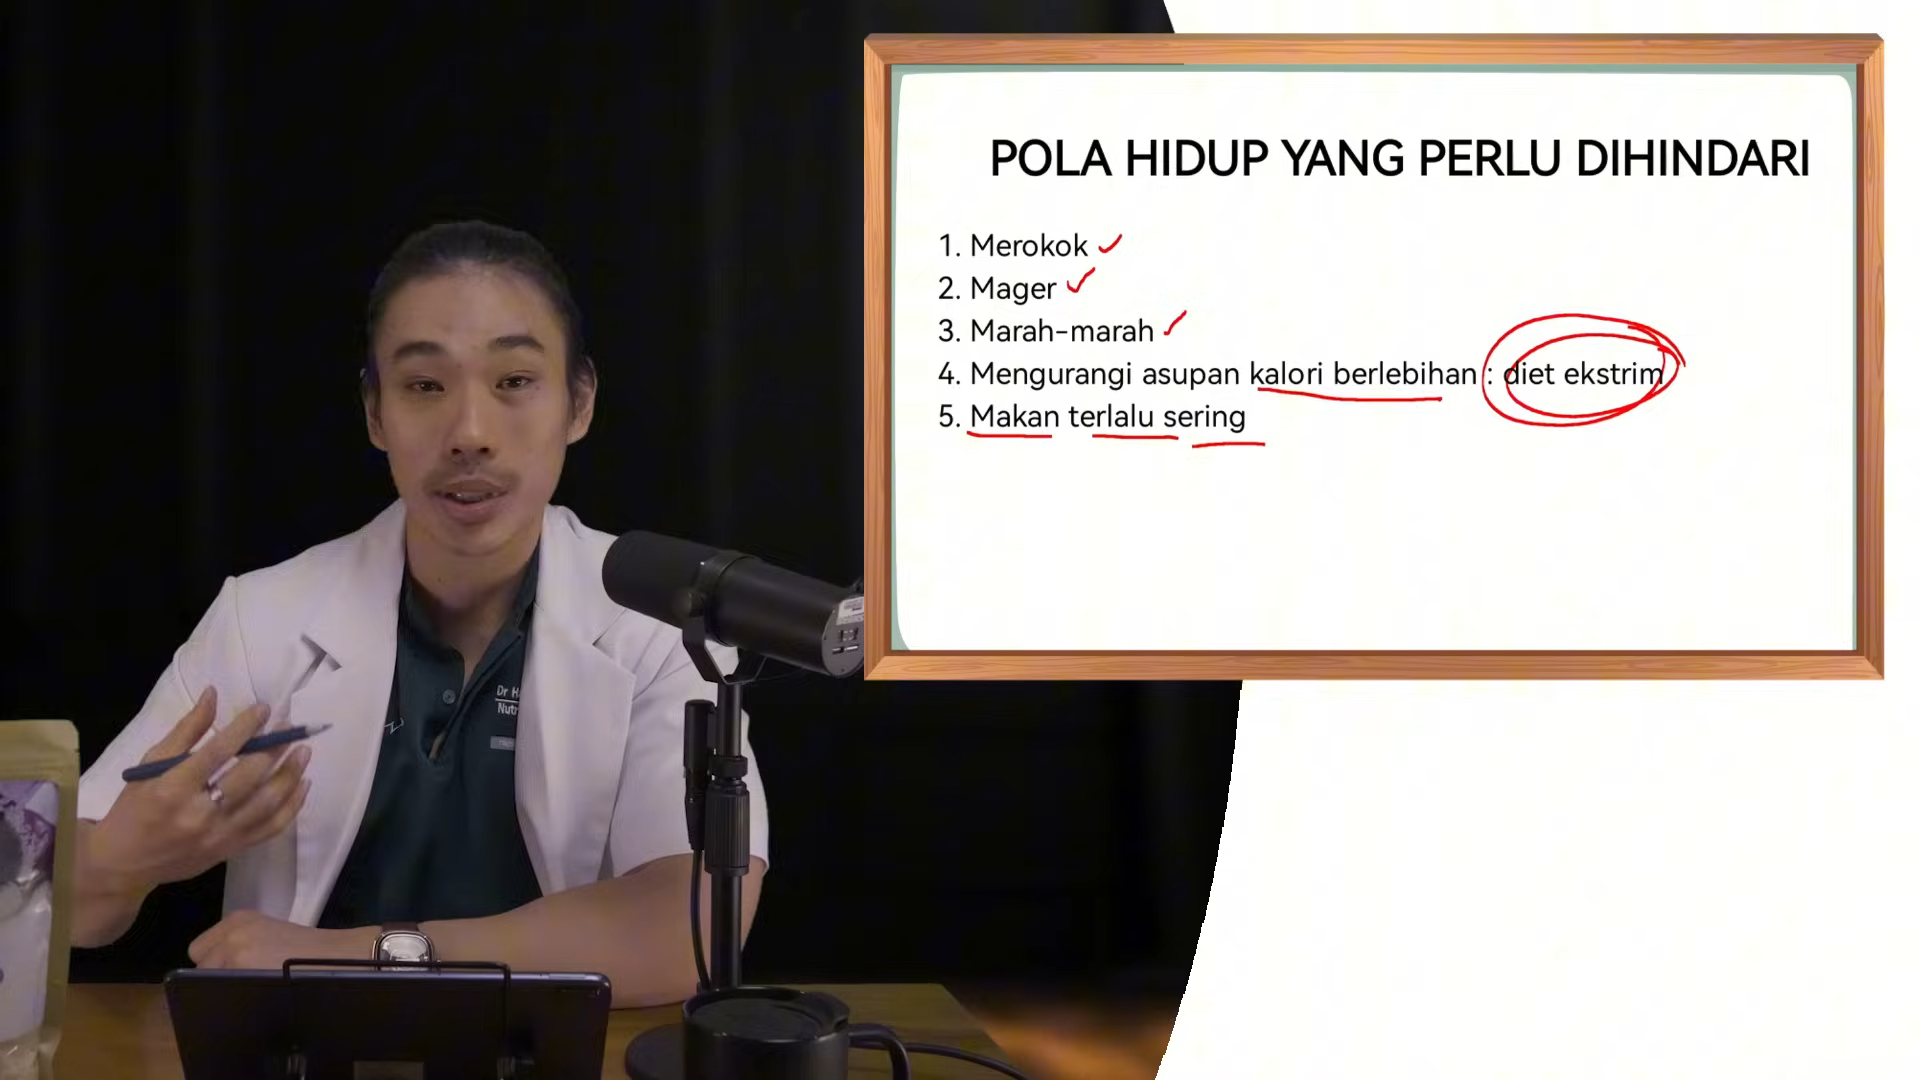 POLA HIDUP YANG PERLU DIHINDARI
1. Merokok
2. Mager
3. Marah-marah
4. Mengurangi asupan kalori berlebihan : diet ekstrim
5. Makan terlalu sering
Dr